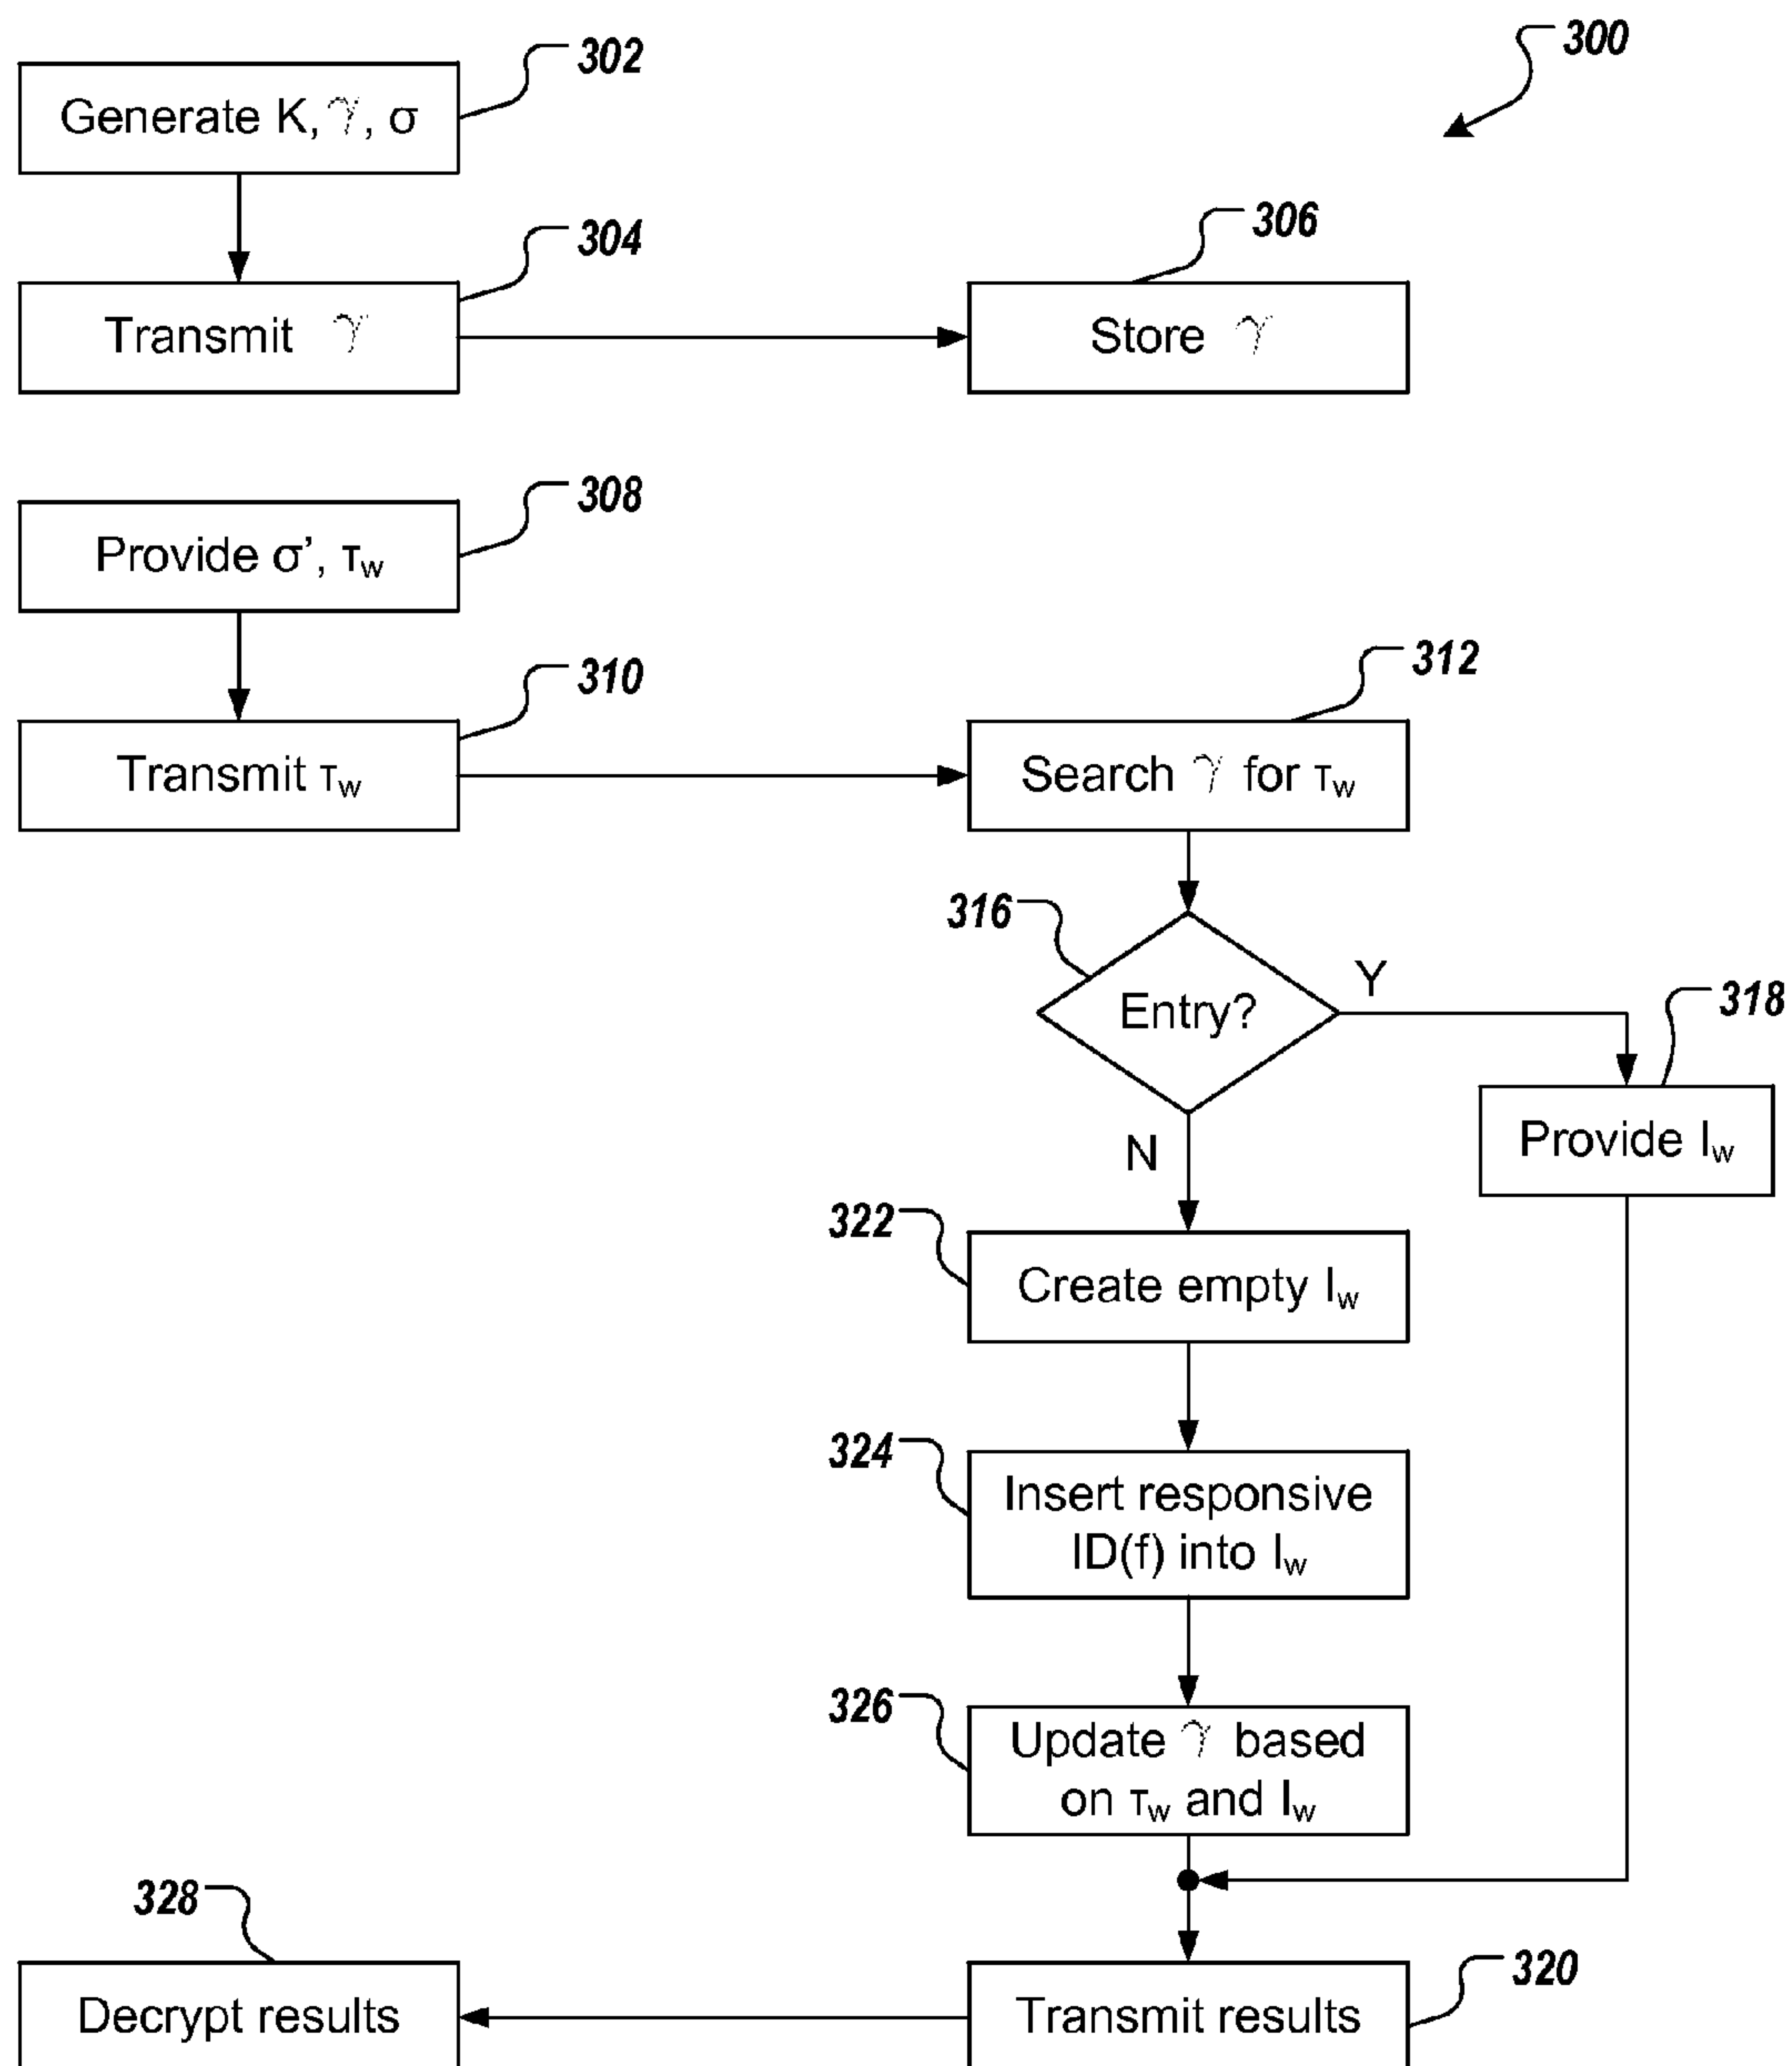 300
302
Generate K, γ, σ
304
Transmit γ
306
Store γ
308
Provide σ', τw
310
Transmit τw
312
Search γ for τw
316
Entry?
Y
N
318
Provide Iw
322
Create empty Iw
324
Insert responsive
ID(f) into Iw
326
Update γ based
on τw and Iw
328
Decrypt results
320
Transmit results